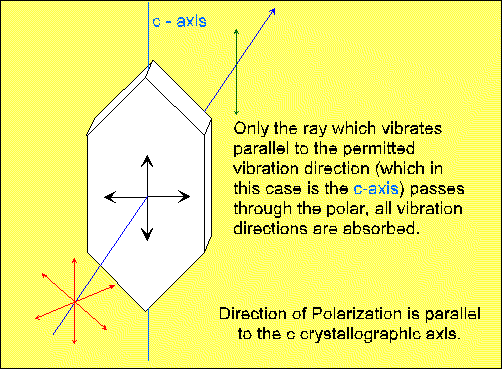 c - axis
Only the ray which vibrates
parallel to the permitted
vibration direction (which in
this case is the c-axis) passes
through the polar, all vibration
directions are absorbed.
Direction of Polarization is parallel
to the c crystallographic axis.